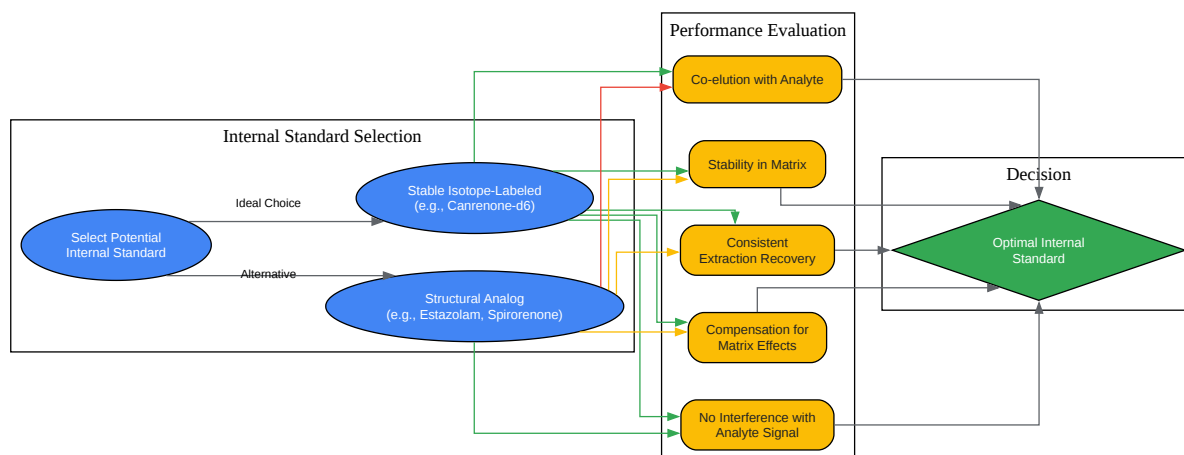 Internal Standard Selection
Select Potential
Internal Standard
Ideal Choice
Alternative
Stable Isotope-Labeled
(e.g., Canrenone-d6)
Structural Analog
(e.g., Estazolam, Spirorenone)
Performance Evaluation
Co-elution with Analyte
Stability in Matrix
Consistent
Extraction Recovery
Compensation for
Matrix Effects
No Interference with
Analyte Signal
Decision
Optimal Internal
Standard